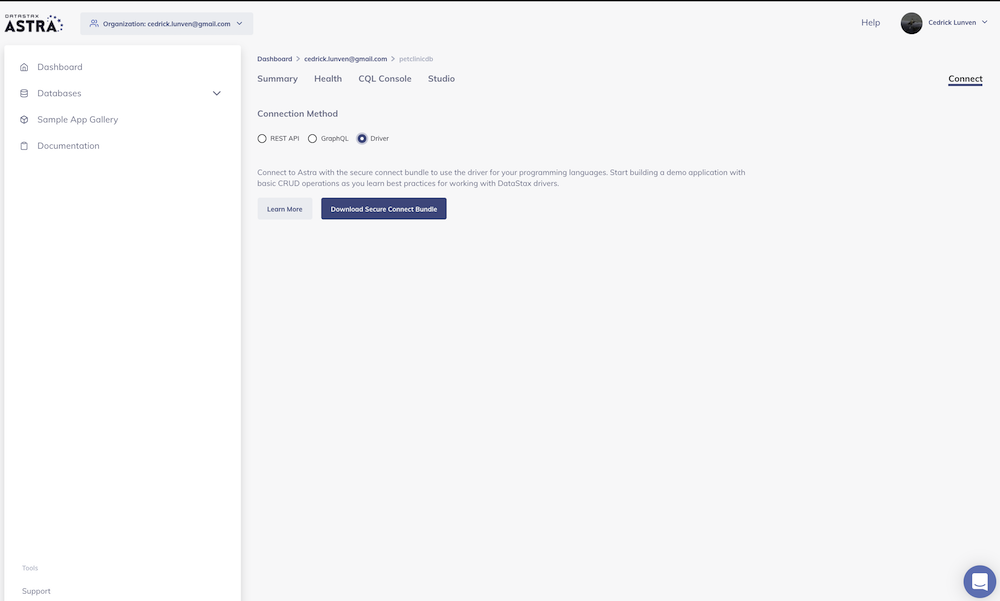 DATASTAX
ASTRA
Organization: cedrick.lunven@gmail.com
Help
Cedrick Lunven
Dashboard
Databases
Sample App Gallery
Documentation
Tools
Support
Dashboard > cedrick.lunven@gmail.com > petclinicdb
Summary Health CQL Console Studio Connect
Connection Method
REST API GraphQL Driver
Connect to Astra with the secure connect bundle to use the driver for your programming languages. Start building a demo application with
basic CRUD operations as you learn best practices for working with DataStax drivers.
Learn More Download Secure Connect Bundle